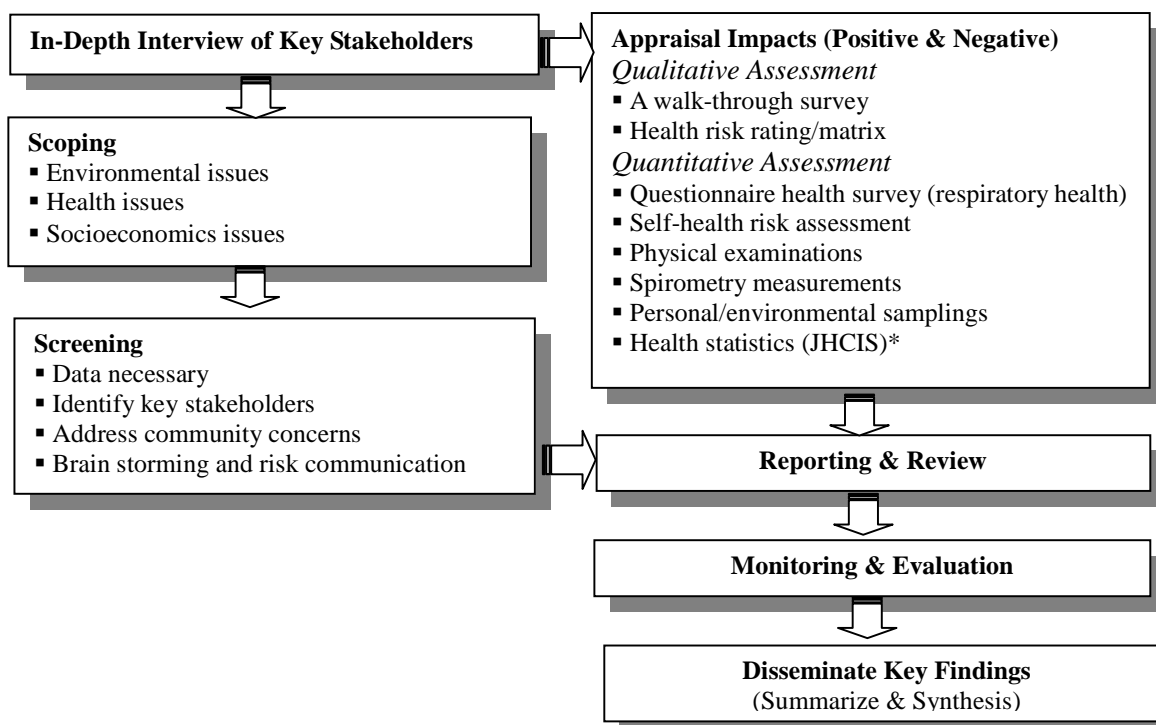 In-Depth Interview of Key Stakeholders
Scoping
▪ Environmental issues
▪ Health issues
▪ Socioeconomics issues
Screening
▪ Data necessary
▪ Identify key stakeholders
▪ Address community concerns
▪ Brain storming and risk communication
Appraisal Impacts (Positive & Negative)
Qualitative Assessment
▪ A walk-through survey
▪ Health risk rating/matrix
Quantitative Assessment
▪ Questionnaire health survey (respiratory health)
▪ Self-health risk assessment
▪ Physical examinations
▪ Spirometry measurements
▪ Personal/environmental samplings
▪ Health statistics (JHCIS)*
Reporting & Review
Monitoring & Evaluation
Disseminate Key Findings
(Summarize & Synthesis)